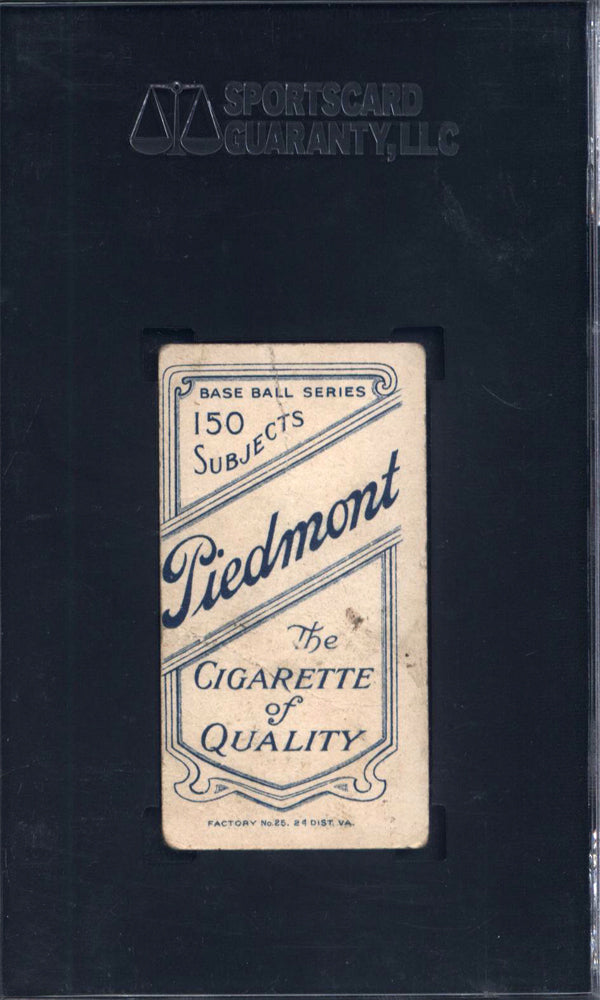 SPORTSCARD
GUARANTY, LLC
BASE BALL SERIES
150
SUBJECTS
Piedmont
The
CIGARETTE
of
QUALITY
FACTORY No. 25. 2d DIST. VA.